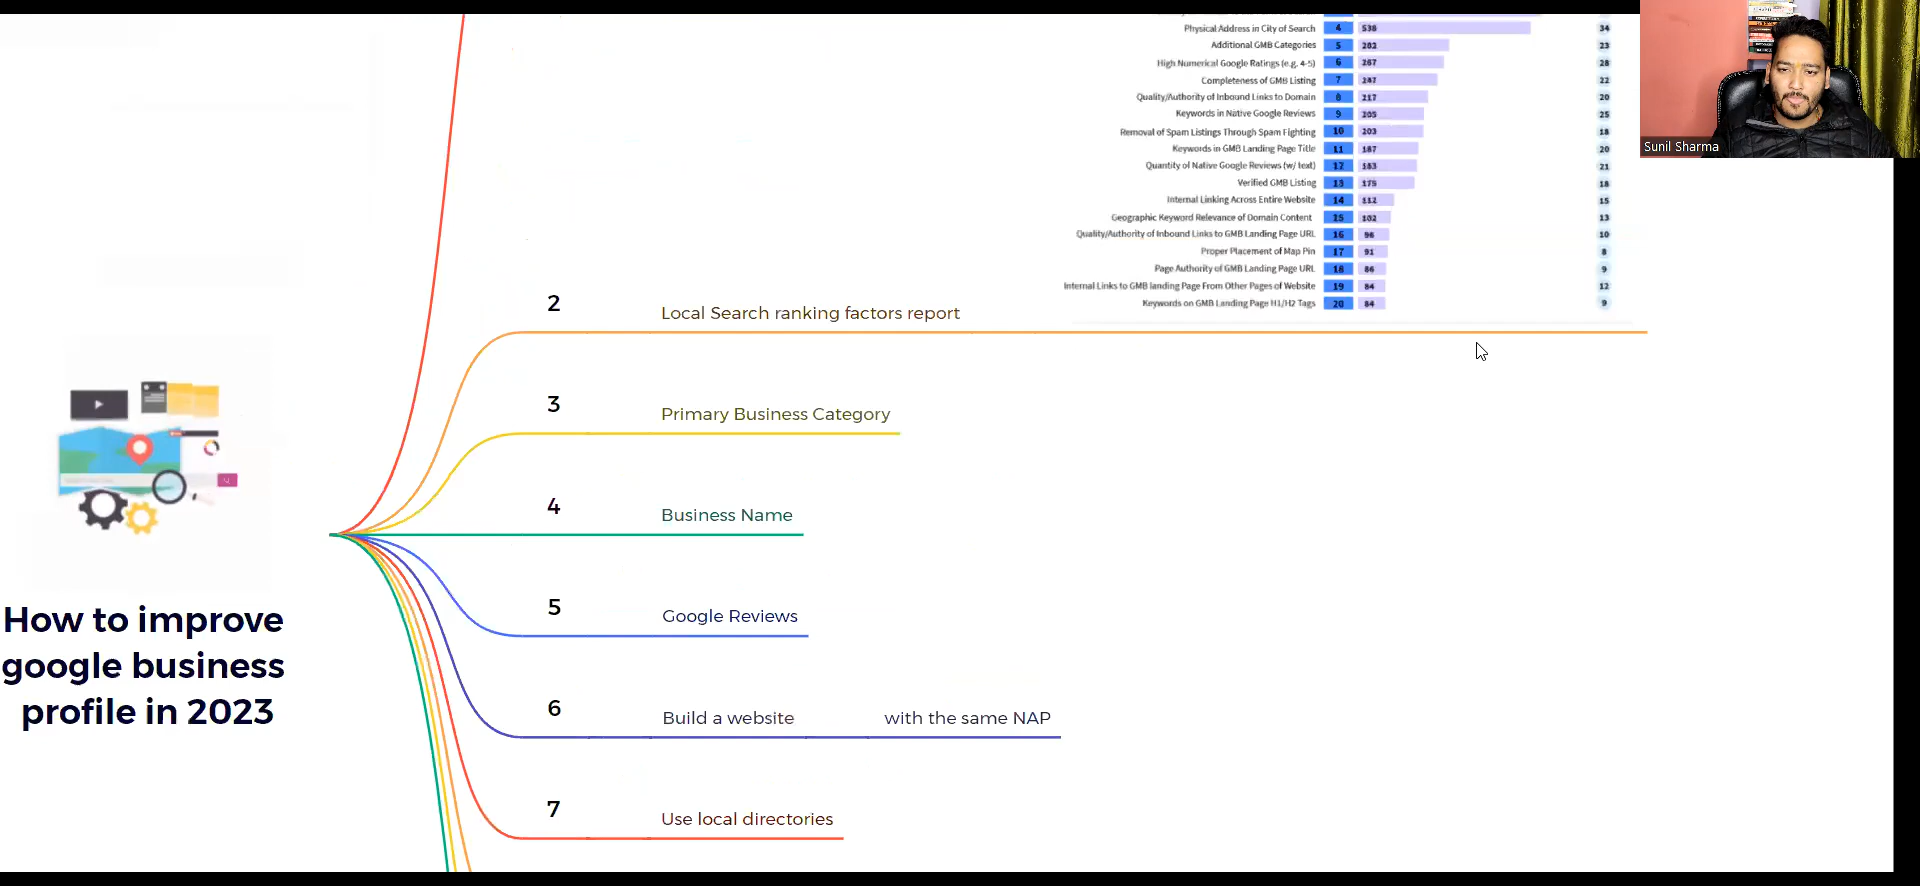 Physical Address in City of Search 4 538 34
Additional GMB Categories 5 282 23
High Numerical Google Ratings (e.g. 4-5) 6 267 28
Completeness of GMB Listing 7 247 22
Quality/Authority of Inbound Links to Domain 8 217 20
Keywords in Native Google Reviews 9 205 25
Removal of Spam Listings Through Spam Fighting 10 203 18
Keywords in GMB Landing Page Title 11 187 20
Quantity of Native Google Reviews (w/ text) 12 183 21
Verified GMB Listing 13 175 18
Internal Linking Across Entire Website 14 112 15
Geographic Keyword Relevance of Domain Content 15 102 13
Quality/Authority of Inbound Links to GMB Landing Page URL 16 96 10
Proper Placement of Map Pin 17 91 8
Page Authority of GMB Landing Page URL 18 86 9
Internal Links to GMB landing Page From Other Pages of Website 19 84 12
Keywords on GMB Landing Page H1/H2 Tags 20 84 9
Sunil Sharma
2 Local Search ranking factors report
3 Primary Business Category
4 Business Name
5 Google Reviews
6 Build a website with the same NAP
7 Use local directories
How to improve
google business
profile in 2023